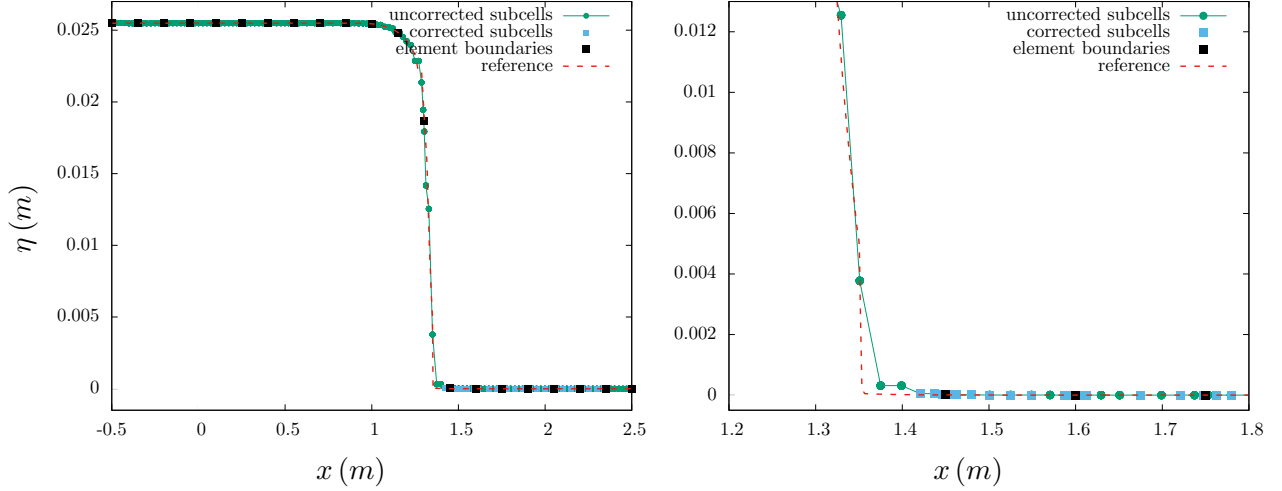 uncorrected subcells
corrected subcells
element boundaries
reference
0.025
0.02
0.015
0.01
0.005
0
-0.5
0
0.5
1
1.5
2
2.5
η (m)
x (m)
uncorrected subcells
corrected subcells
element boundaries
reference
0.012
0.01
0.008
0.006
0.004
0.002
0
1.2
1.3
1.4
1.5
1.6
1.7
1.8
x (m)